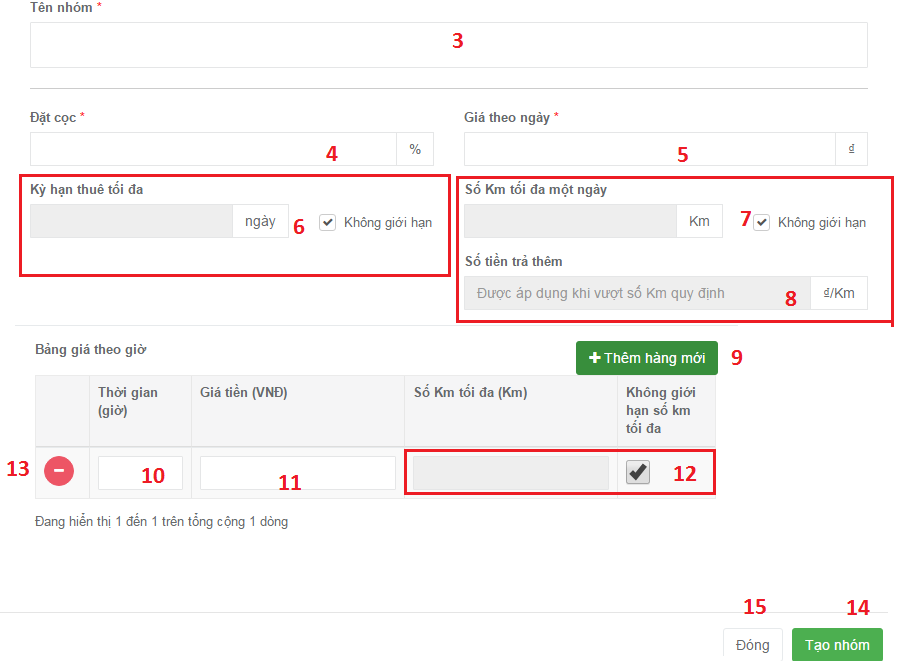 Tên nhóm *
3
Đặt cọc *
4 %
Giá theo ngày *
5 ₫
Kỳ hạn thuê tối đa
ngày 6 Không giới hạn
Số Km tối đa một ngày
Km 7 Không giới hạn
Số tiền trả thêm
Được áp dụng khi vượt số Km quy định 8 ₫/Km
Bảng giá theo giờ
Thêm hàng mới 9
Thời gian
(giờ)
Giá tiền (VNĐ)
Số Km tối đa (Km)
Không giới
hạn số km
tối đa
13 10 11 12
Đang hiển thị 1 đến 1 trên tổng cộng 1 dòng
15 14
Đóng Tạo nhóm